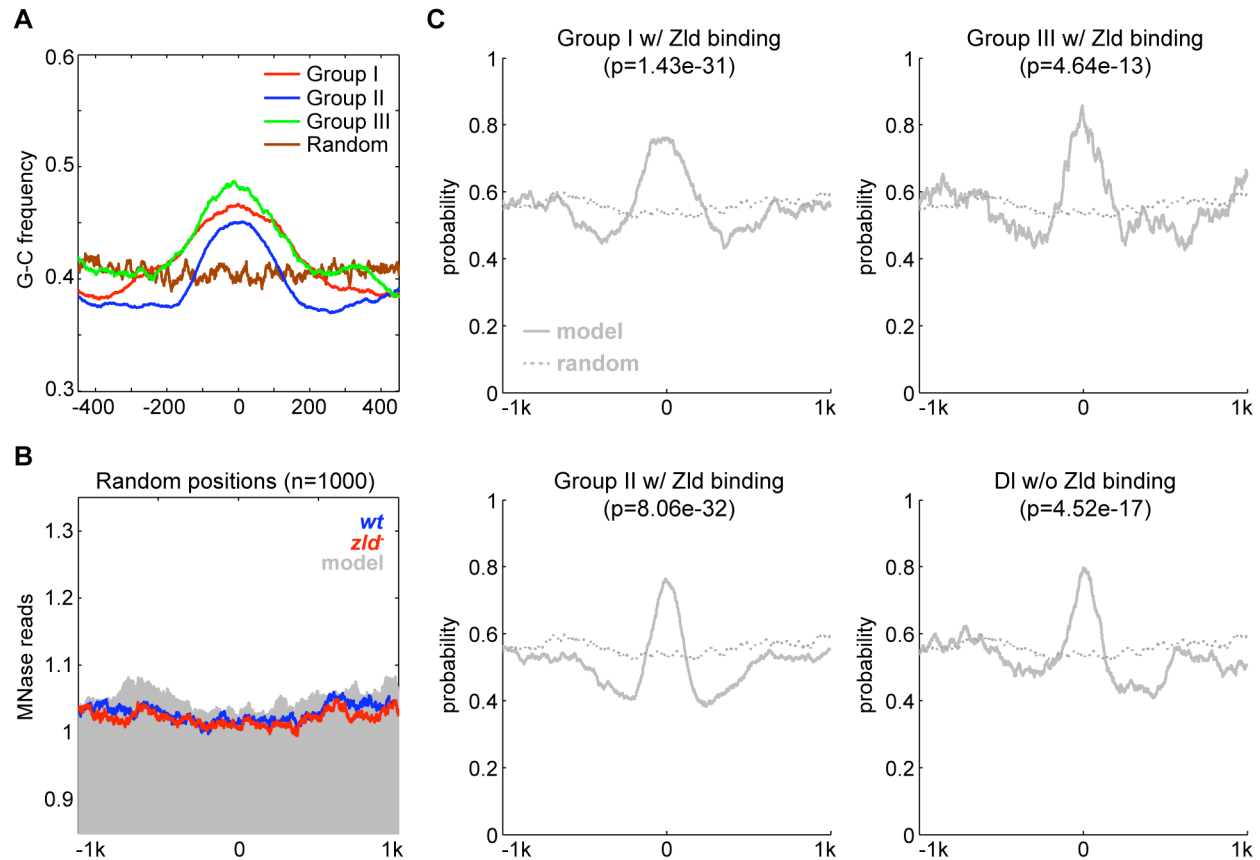 A
0.6
0.5
0.4
0.3
G-C frequency
Group I
Group II
Group III
Random
-400 -200 0 200 400
B
Random positions (n=1000)
wt
zld-
model
1.3
1.2
1.1
1
0.9
MNase reads
-1k 0 1k
C
Group I w/ Zld binding
(p=1.43e-31)
1
0.8
0.6
0.4
0.2
0
probability
model
random
-1k 0 1k
Group III w/ Zld binding
(p=4.64e-13)
1
0.8
0.6
0.4
0.2
0
probability
-1k 0 1k
Group II w/ Zld binding
(p=8.06e-32)
1
0.8
0.6
0.4
0.2
0
probability
-1k 0 1k
Dl w/o Zld binding
(p=4.52e-17)
1
0.8
0.6
0.4
0.2
0
probability
-1k 0 1k